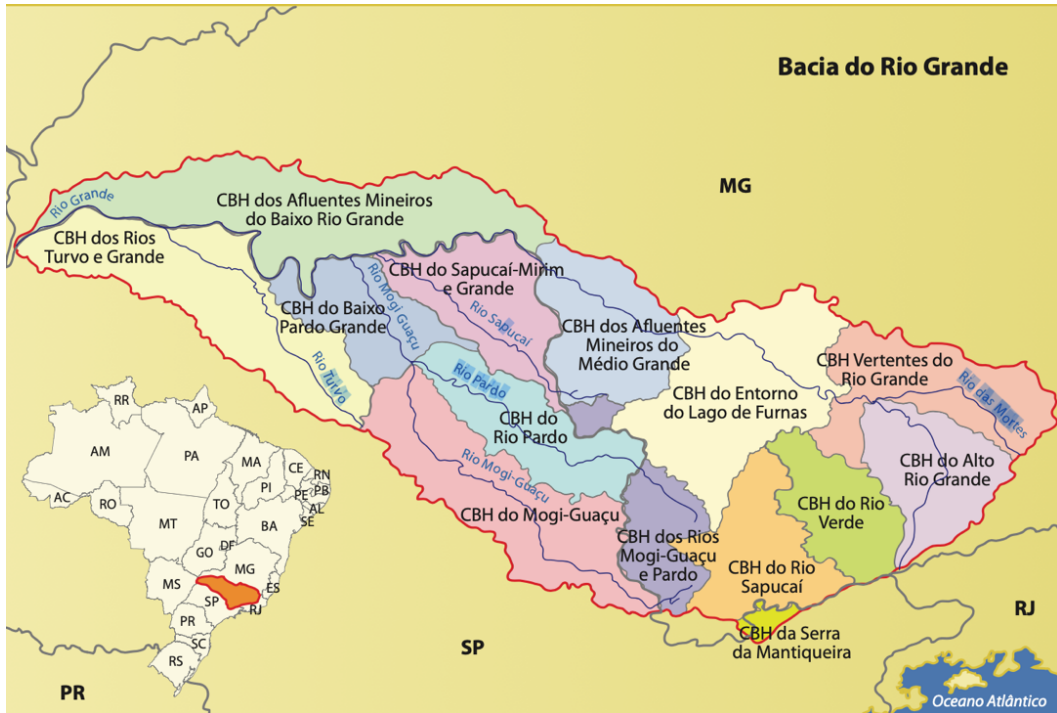 Bacia do Rio Grande
MG
Rio Grande
CBH dos Afluentes Mineiros
do Baixo Rio Grande
CBH dos Rios
Turvo e Grande
CBH do Sapucaí-Mirim
e Grande
Rio Mogi Guaçu
CBH do Baixo
Pardo Grande
Rio Sapucaí
CBH dos Afluentes
Mineiros do
Médio Grande
CBH Vertentes do
Rio Grande
Rio das Mortes
Rio Turvo
Rio Pardo
CBH do Entorno
do Lago de Furnas
CBH do
Rio Pardo
Rio Mogi-Guaçu
CBH do Alto
Rio Grande
CBH do Mogi-Guaçu
CBH do Rio
Verde
CBH dos Rios
Mogi-Guaçu
e Pardo
CBH do Rio
Sapucaí
CBH da Serra
da Mantiqueira
SP
RJ
PR
Oceano Atlântico
RR
AP
AM
PA
MA
CE
RN
PB
PE
PI
AL
SE
AC
RO
TO
MT
BA
DF
GO
MG
MS
ES
SP
RJ
PR
SC
RS